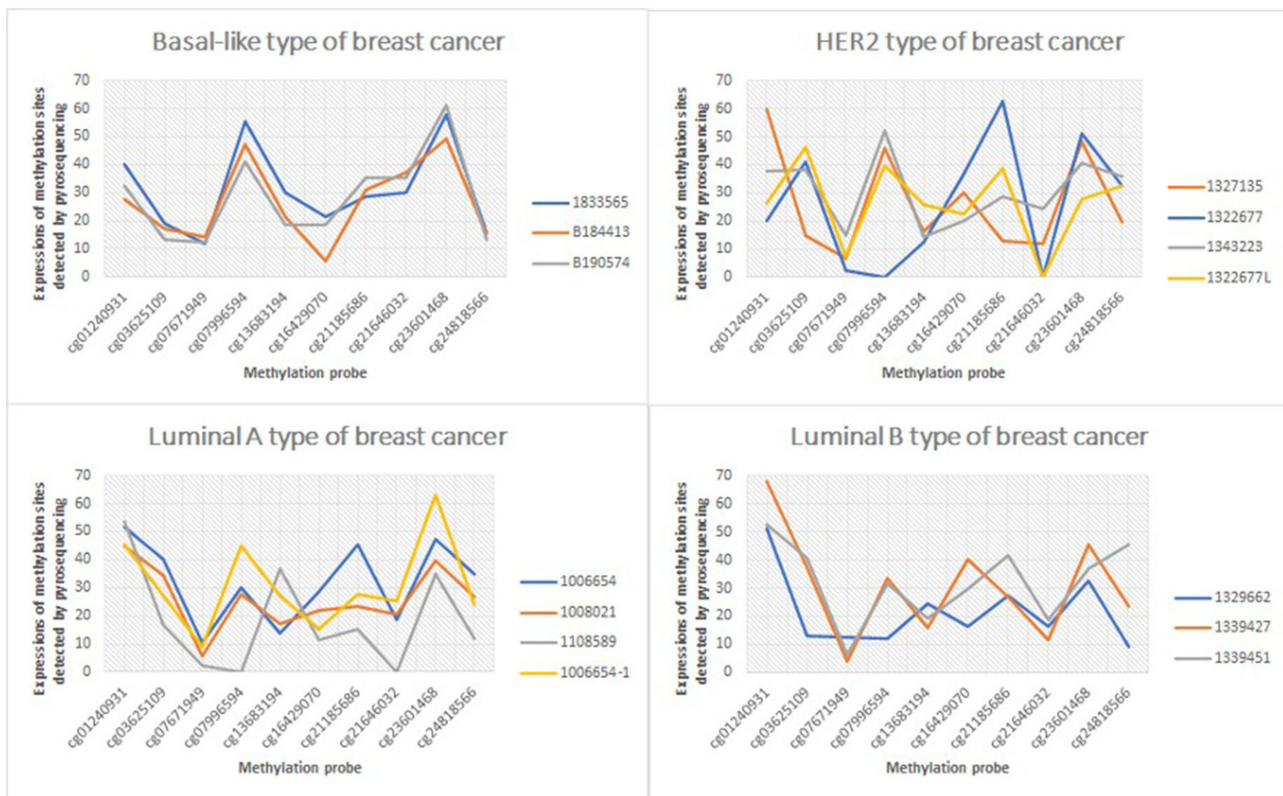 Basal-like type of breast cancer
Expressions of methylation sites
detected by pyrosequencing
70
60
50
40
30
20
10
0
cg01240931
cg03625109
cg07671949
cg07996594
cg13683194
cg16429070
cg21185686
cg21646032
cg23601468
cg24818566
Methylation probe
1833565
B184413
B190574
HER2 type of breast cancer
Expressions of methylation sites
detected by pyrosequencing
70
60
50
40
30
20
10
0
cg01240931
cg03625109
cg07671949
cg07996594
cg13683194
cg16429070
cg21185686
cg21646032
cg23601468
cg24818566
Methylation probe
1327135
1322677
1343223
1322677L
Luminal A type of breast cancer
Expressions of methylation sites
detected by pyrosequencing
70
60
50
40
30
20
10
0
cg01240931
cg03625109
cg07671949
cg07996594
cg13683194
cg16429070
cg21185686
cg21646032
cg23601468
cg24818566
Methylation probe
1006654
1008021
1108589
1006654-1
Luminal B type of breast cancer
Expressions of methylation sites
detected by pyrosequencing
70
60
50
40
30
20
10
0
cg01240931
cg03625109
cg07671949
cg07996594
cg13683194
cg16429070
cg21185686
cg21646032
cg23601468
cg24818566
Methylation probe
1329662
1339427
1339451